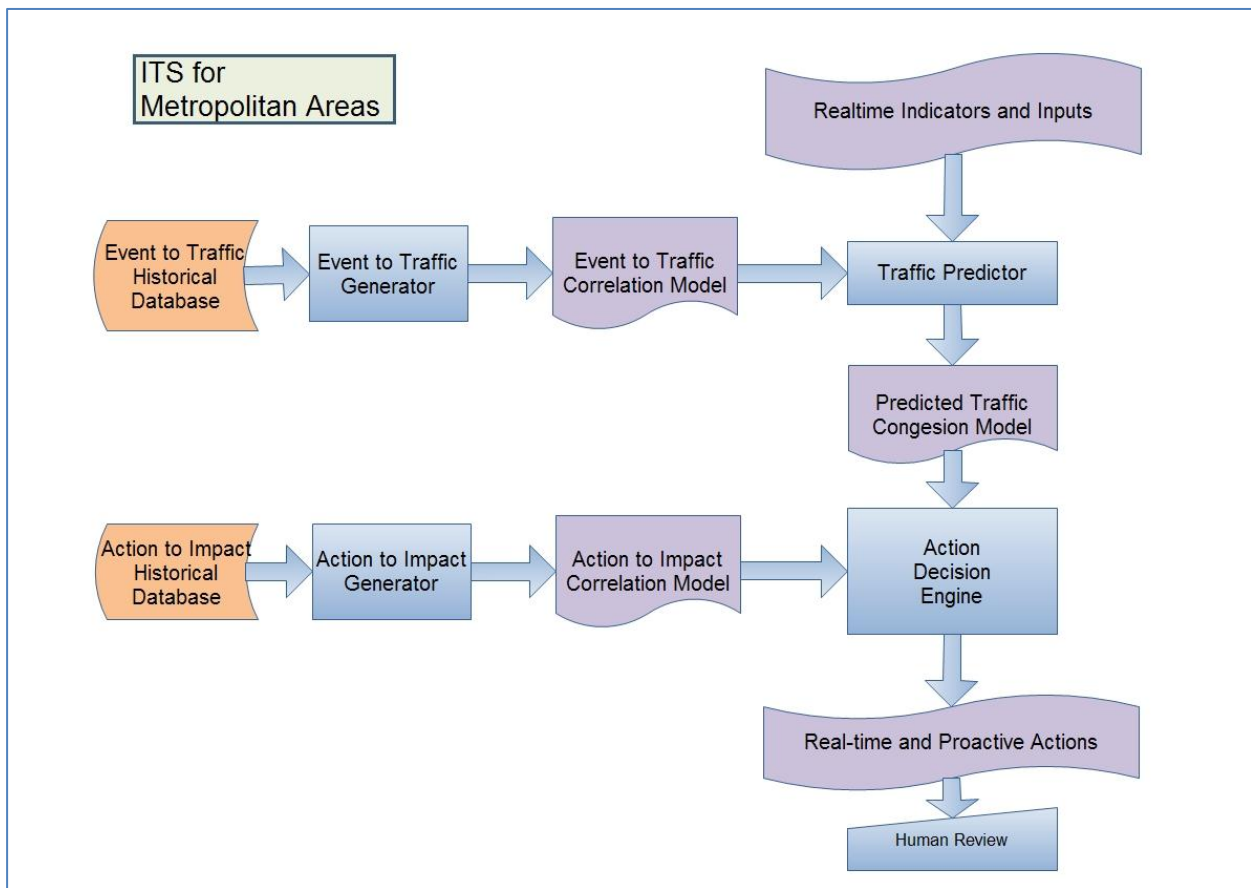 ITS for
Metropolitan Areas
Realtime Indicators and Inputs
Event to Traffic
Historical
Database
Event to Traffic
Generator
Event to Traffic
Correlation Model
Traffic Predictor
Predicted Traffic
Congesion Model
Action to Impact
Historical
Database
Action to Impact
Generator
Action to Impact
Correlation Model
Action
Decision
Engine
Real-time and Proactive Actions
Human Review